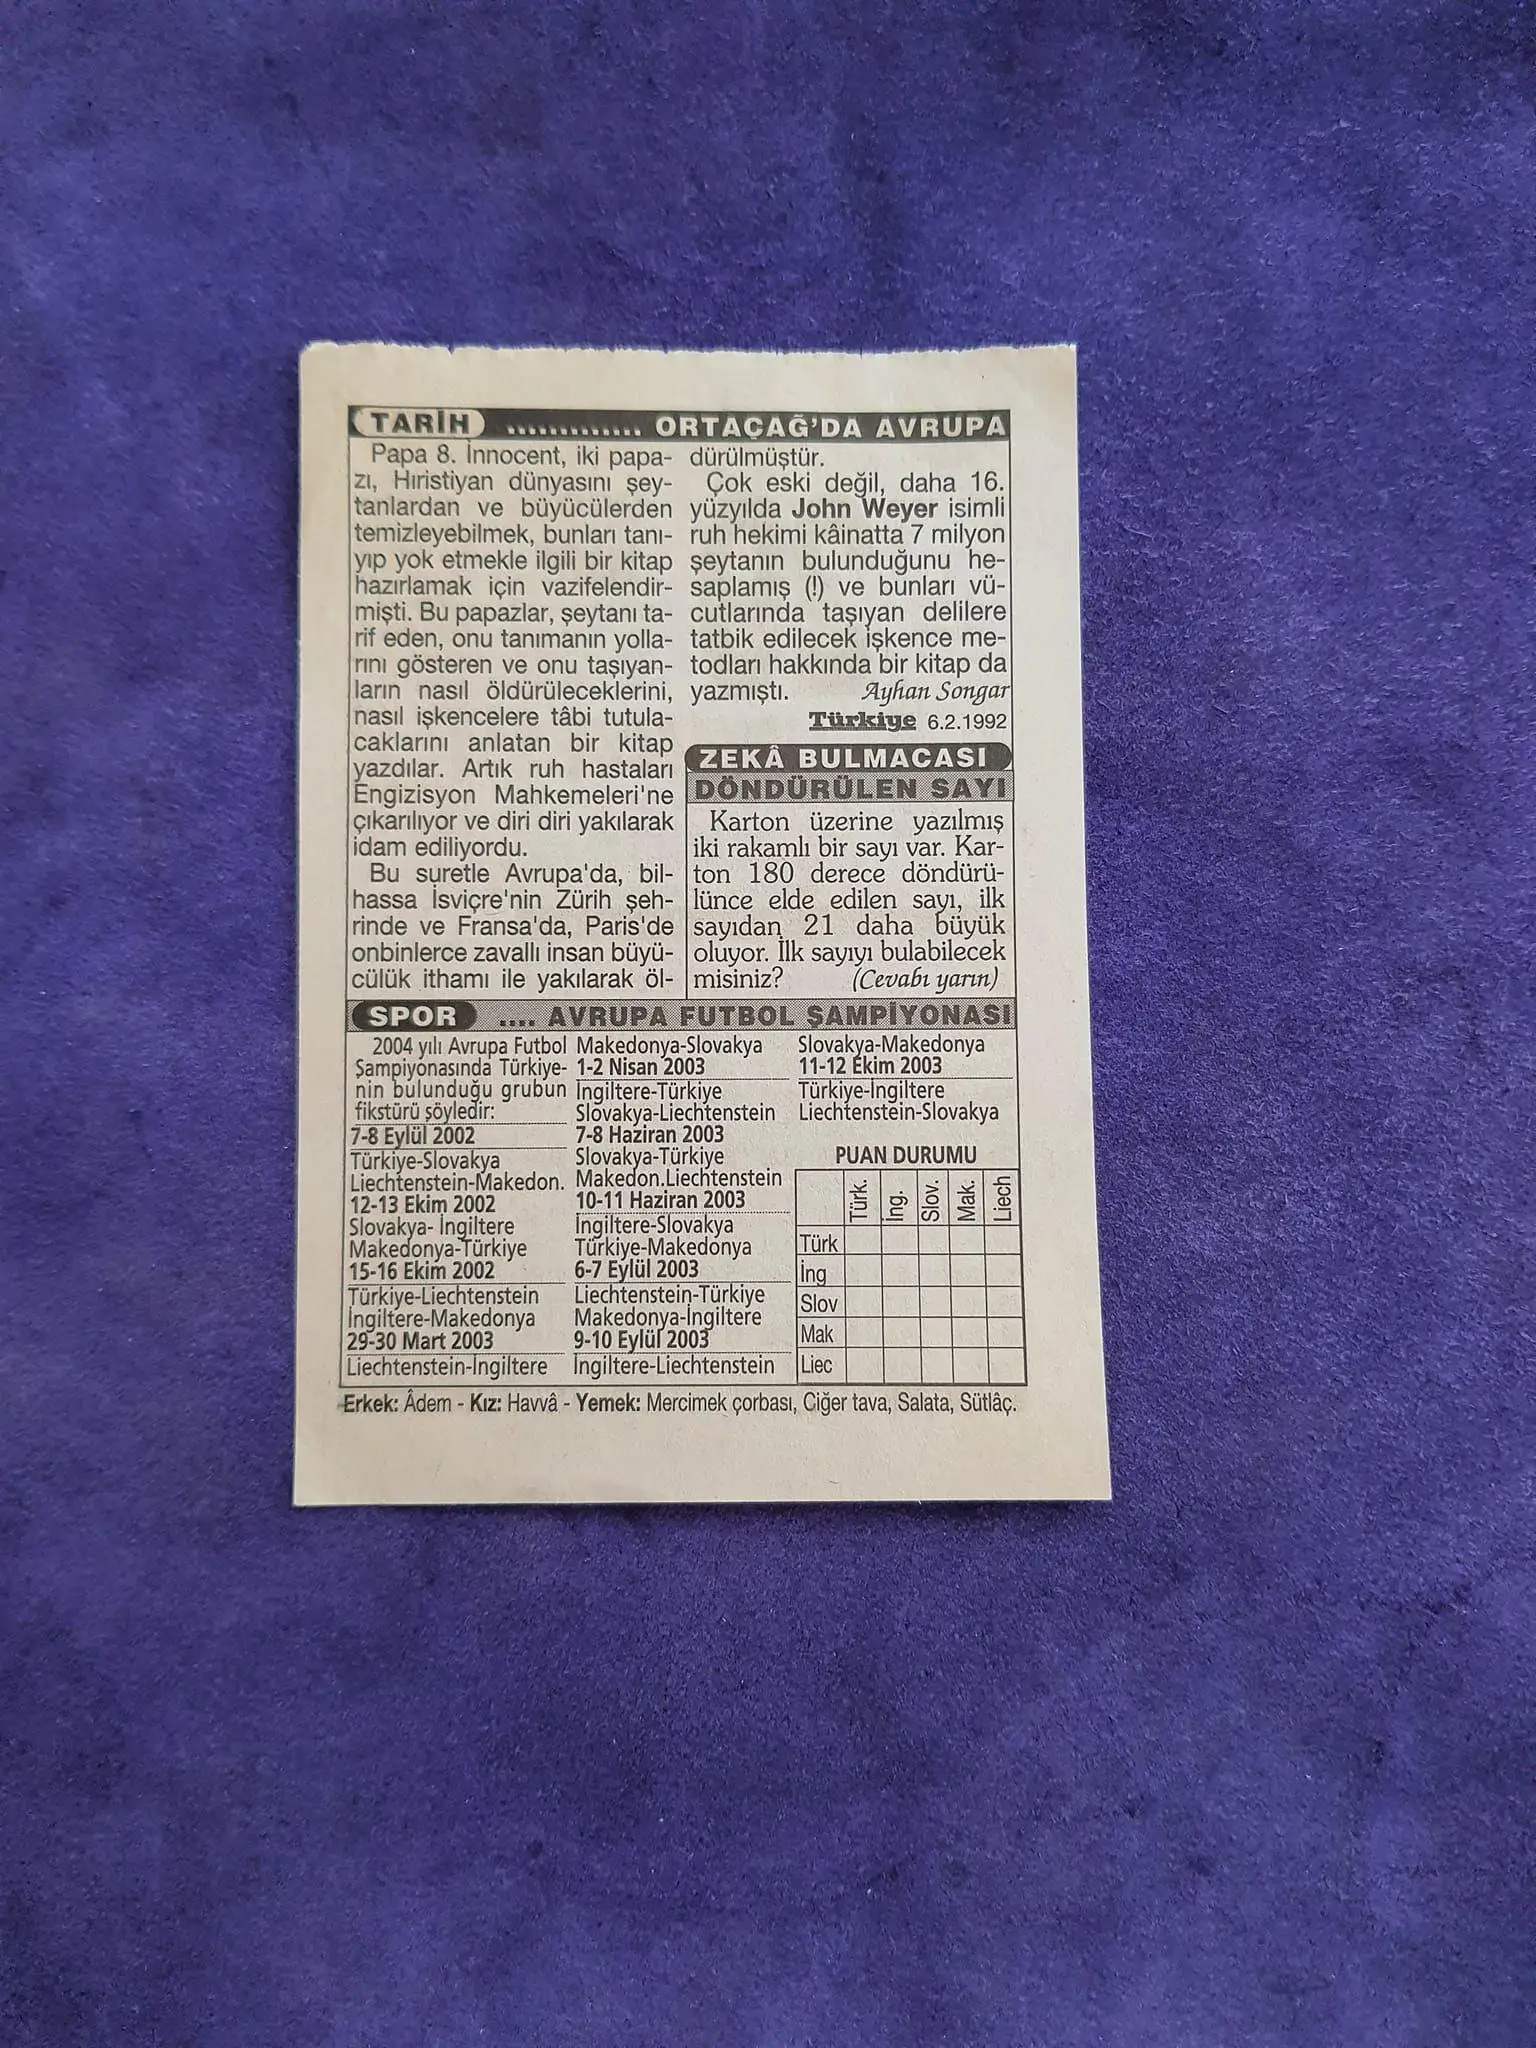 TARİH ............. ORTAÇAĞ'DA AVRUPA
Papa 8. İnnocent, iki papa-
zı, Hıristiyan dünyasını şey-
tanlardan ve büyücülerden
temizleyebilmek, bunları tanı-
yıp yok etmekle ilgili bir kitap
hazırlamak için vazifelendir-
mişti. Bu papazlar, şeytanı ta-
rif eden, onu tanımanın yolla-
rını gösteren ve onu taşıyan-
ların nasıl öldürüleceklerini,
nasıl işkencelere tâbi tutula-
caklarını anlatan bir kitap
yazdılar. Artık ruh hastaları
Engizisyon Mahkemeleri'ne
çıkarılıyor ve diri diri yakılarak
idam ediliyordu.
Bu suretle Avrupa'da, bil-
hassa İsviçre'nin Zürih şeh-
rinde ve Fransa'da, Paris'de
onbinlerce zavallı insan büyü-
cülük ithamı ile yakılarak öl-
dürülmüştür.
Çok eski değil, daha 16.
yüzyılda John Weyer isimli
ruh hekimi kâinatta 7 milyon
şeytanın bulunduğunu he-
saplamış (!) ve bunları vü-
cutlarında taşıyan delilere
tatbik edilecek işkence me-
todları hakkında bir kitap da
yazmıştı. Ayhan Songar
Türkiye 6.2.1992
ZEKÂ BULMACASI
DÖNDÜRÜLEN SAYI
Karton üzerine yazılmış
iki rakamlı bir sayı var. Kar-
ton 180 derece döndürü-
lünce elde edilen sayı, ilk
sayıdan 21 daha büyük
oluyor. İlk sayıyı bulabilecek
misiniz? (Cevabı yarın)
SPOR .... AVRUPA FUTBOL ŞAMPİYONASI
2004 yılı Avrupa Futbol
Şampiyonasında Türkiye-
nin bulunduğu grubun
fikstürü şöyledir:
7-8 Eylül 2002
Türkiye-Slovakya
Liechtenstein-Makedon.
12-13 Ekim 2002
Slovakya- İngiltere
Makedonya-Türkiye
15-16 Ekim 2002
Türkiye-Liechtenstein
İngiltere-Makedonya
29-30 Mart 2003
Liechtenstein-İngiltere
Makedonya-Slovakya
1-2 Nisan 2003
İngiltere-Türkiye
Slovakya-Liechtenstein
7-8 Haziran 2003
Slovakya-Türkiye
Makedon.Liechtenstein
10-11 Haziran 2003
İngiltere-Slovakya
Türkiye-Makedonya
6-7 Eylül 2003
Liechtenstein-Türkiye
Makedonya-İngiltere
9-10 Eylül 2003
İngiltere-Liechtenstein
Slovakya-Makedonya
11-12 Ekim 2003
Türkiye-İngiltere
Liechtenstein-Slovakya
PUAN DURUMU
Türk. İng. Slov. Mak. Liech
Türk
İng
Slov
Mak
Liec
Erkek: Âdem - Kız: Havvâ - Yemek: Mercimek çorbası, Ciğer tava, Salata, Sütlâç.